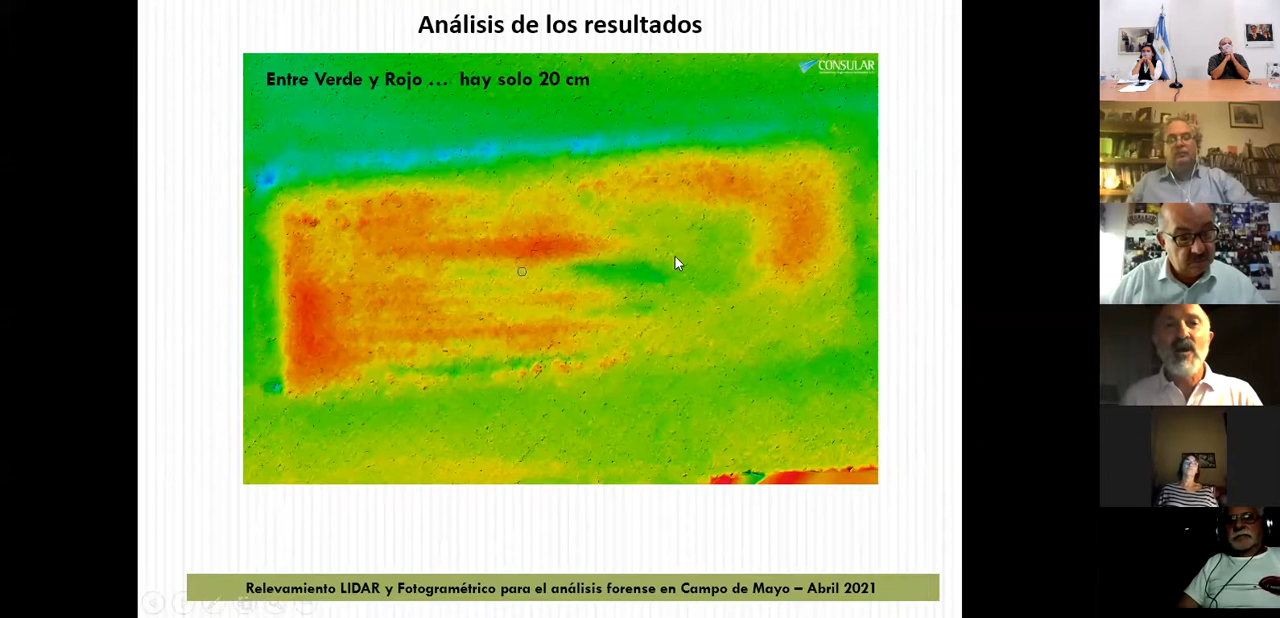 Análisis de los resultados
Entre Verde y Rojo ... hay solo 20 cm
CONSULAR
Relevamiento LIDAR y Fotogramétrico para el análisis forense en Campo de Mayo – Abril 2021